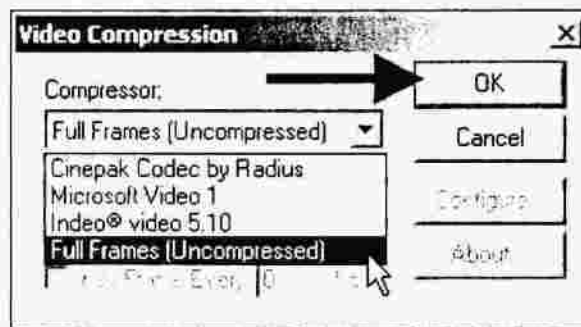 Video Compression
Compressor:
OK
Full Frames (Uncompressed)
Cancel
Cinepak Codec by Radius
Microsoft Video 1
Indeo® video 5.10
Full Frames (Uncompressed)
Configure
About
0